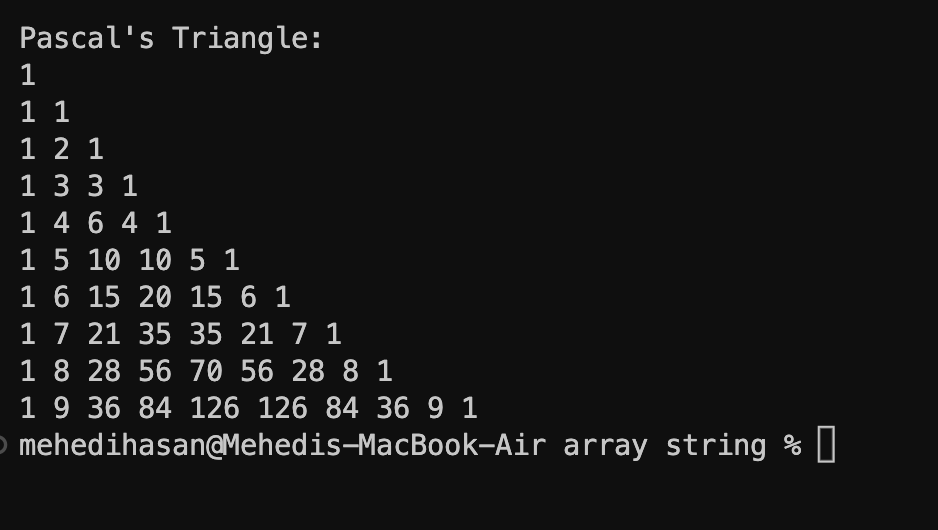 Pascal's Triangle:
1
1 1
1 2 1
1 3 3 1
1 4 6 4 1
1 5 10 10 5 1
1 6 15 20 15 6 1
1 7 21 35 35 21 7 1
1 8 28 56 70 56 28 8 1
1 9 36 84 126 126 84 36 9 1
mehedihasan@Mehedis-MacBook-Air array string %